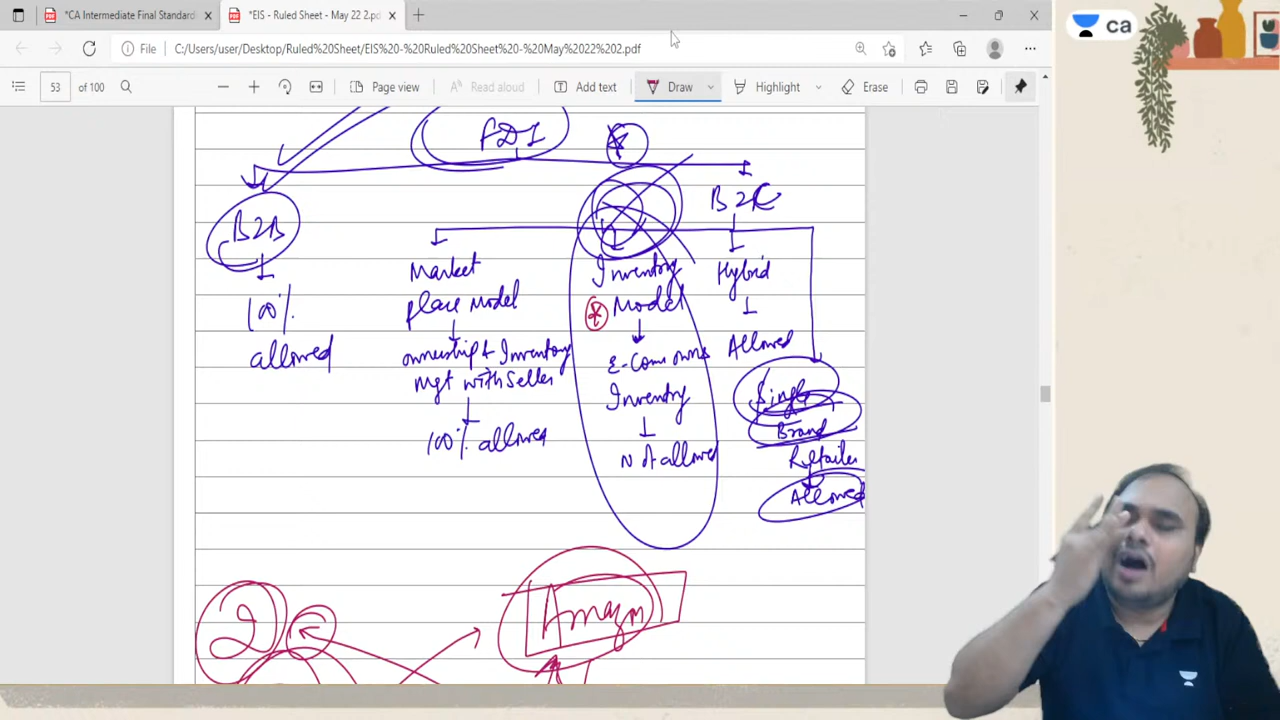 *CA Intermediate Final Standard
*EIS - Ruled Sheet - May 22 2.pd
File
C:/Users/user/Desktop/Ruled%20Sheet/EIS%20-%20Ruled%20Sheet%20-%20May%2022%202.pdf
53 of 100
Page view
Read aloud
Add text
Draw
Highlight
Erase
ca
FDI
B2B
100%
allowed
B2C
Market
place Model
ownership & Inventory
Mgt with Seller
100% allowed
Inventory
Model
E-Com owns
Inventory
Not allowed
Hybrid
Allowed
Single
Brand
Retailer
Allowed
2
Amazon